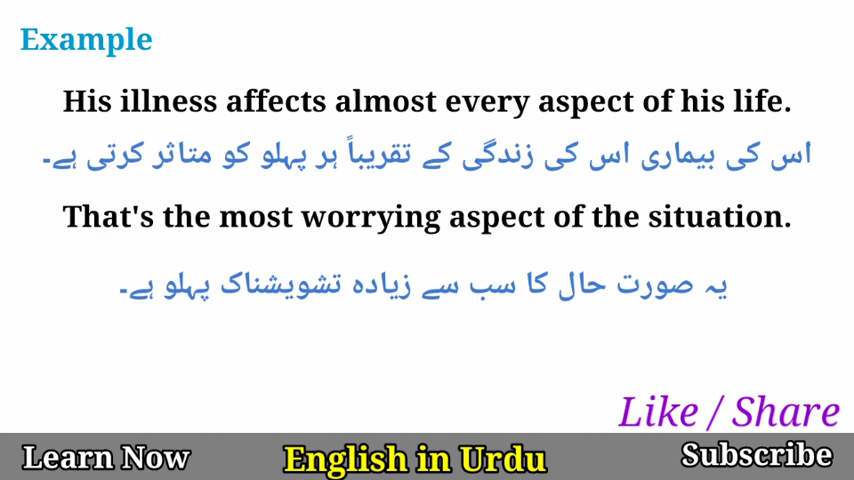 Example
His illness affects almost every aspect of his life.
اس کی بیماری اس کی زندگی کے تقریباً ہر پہلو کو متاثر کرتی ہے۔
That's the most worrying aspect of the situation.
یہ صورت حال کا سب سے زیادہ تشویشناک پہلو ہے۔
Like / Share
Learn Now English in Urdu Subscribe